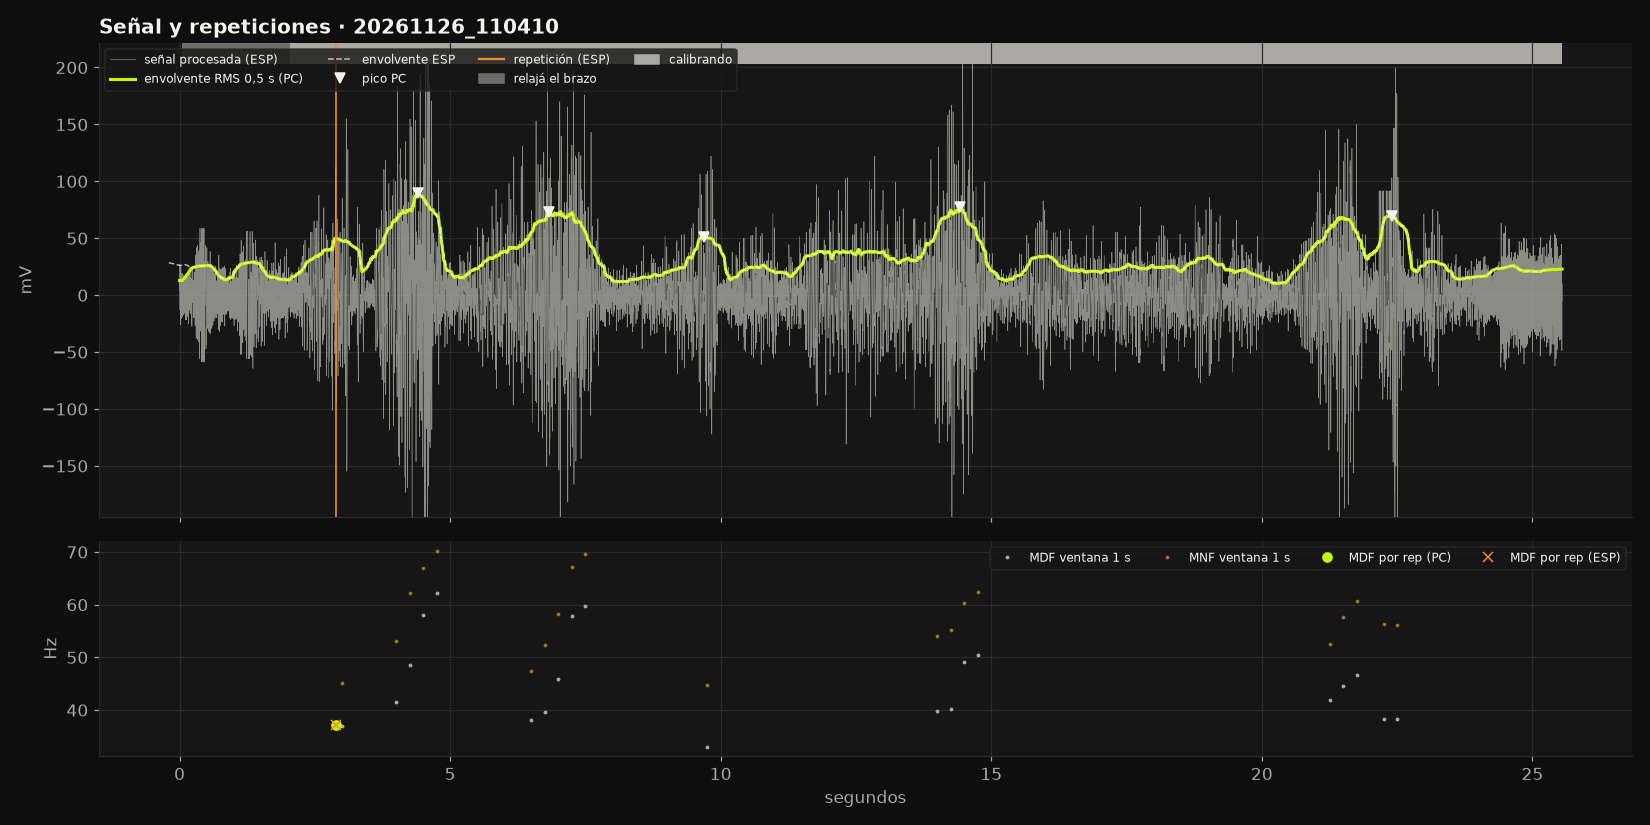 Señal y repeticiones · 20261126_110410
señal procesada (ESP)
envolvente RMS 0,5 s (PC)
envolvente ESP
pico PC
repetición (ESP)
relajá el brazo
calibrando
200
150
100
50
0
−50
−100
−150
mV
MDF ventana 1 s
MNF ventana 1 s
MDF por rep (PC)
MDF por rep (ESP)
70
60
50
40
Hz
0
5
10
15
20
25
segundos